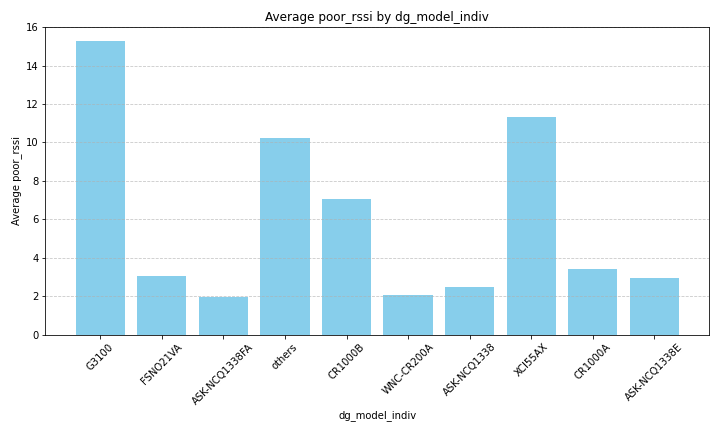 Average poor_rssi by dg_model_indiv
Average poor_rssi
16
14
12
10
8
6
4
2
0
G3100
FSNO21VA
ASK-NCQ1338FA
others
CR1000B
WNC-CR200A
ASK-NCQ1338
XCI55AX
CR1000A
ASK-NCQ1338E
dg_model_indiv